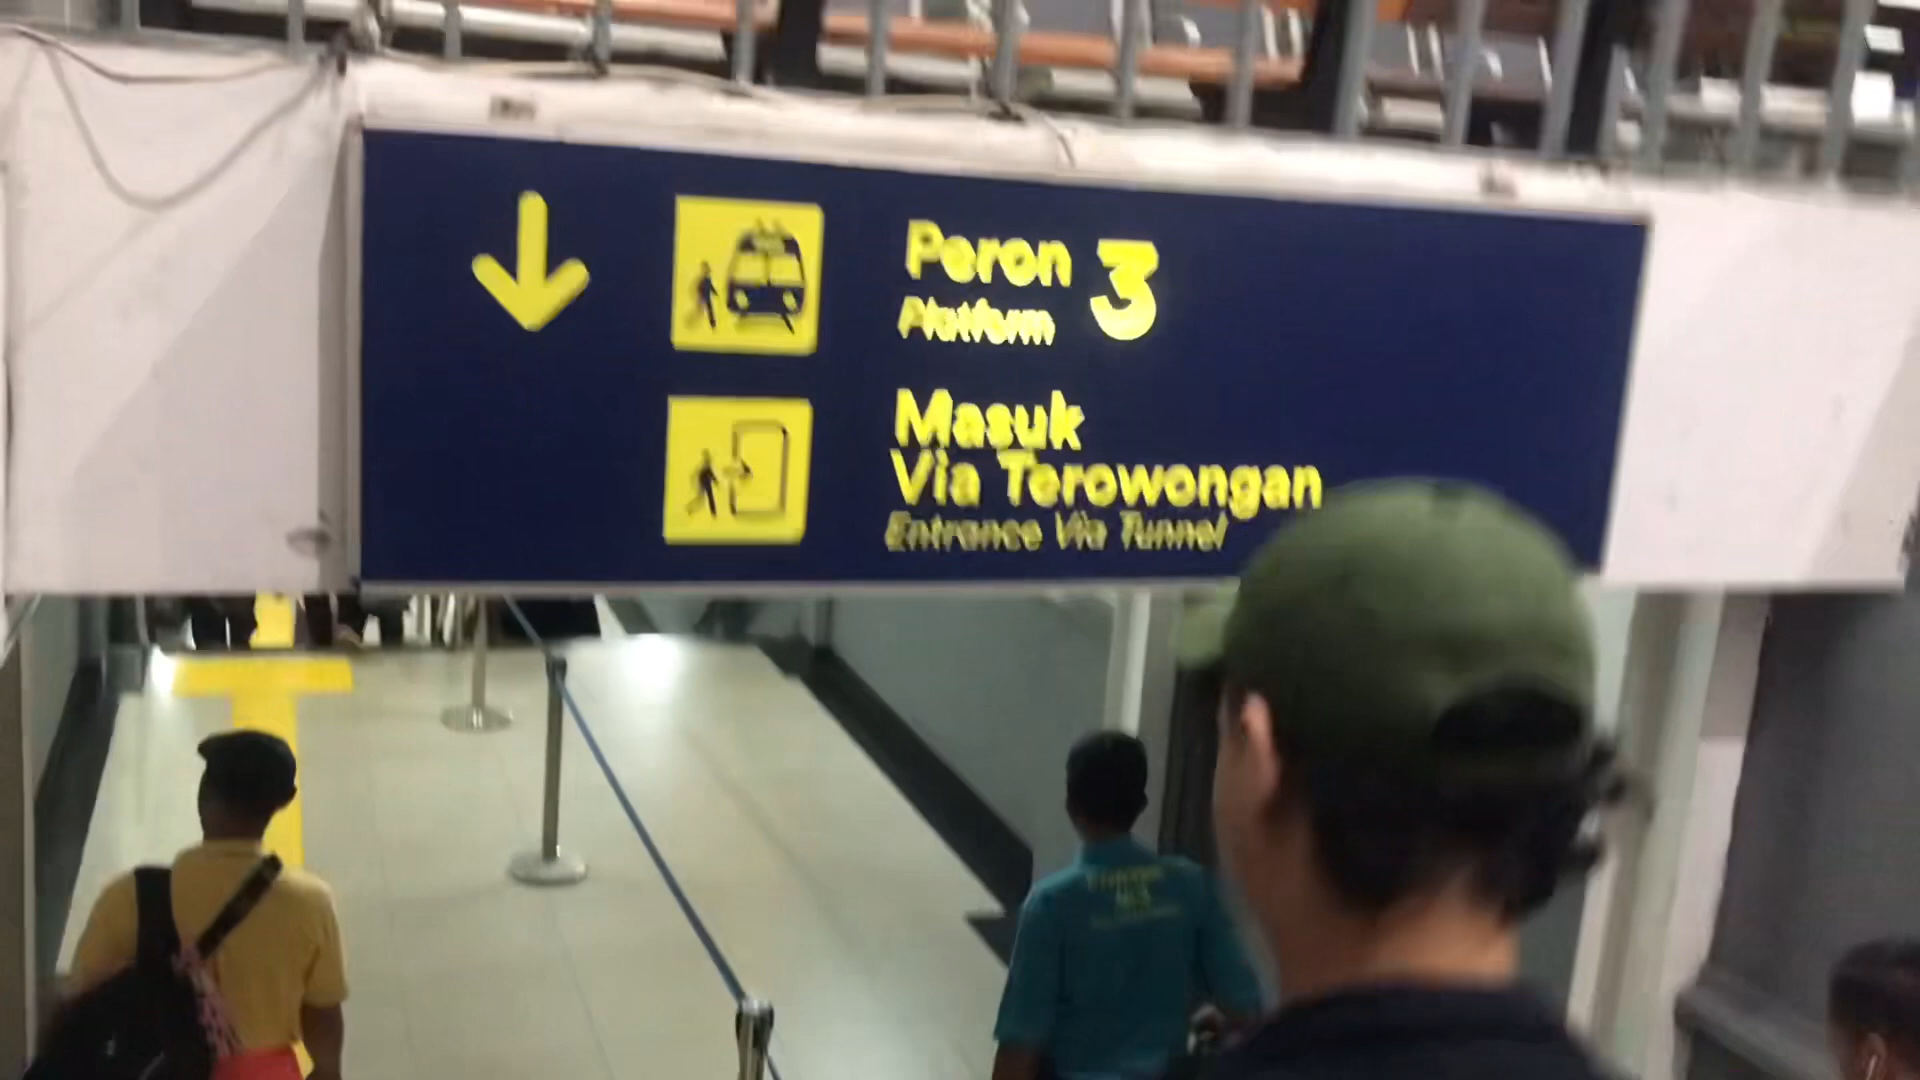 Peron 3
Platform
Masuk
Via Terowongan
Entrance Via Tunnel